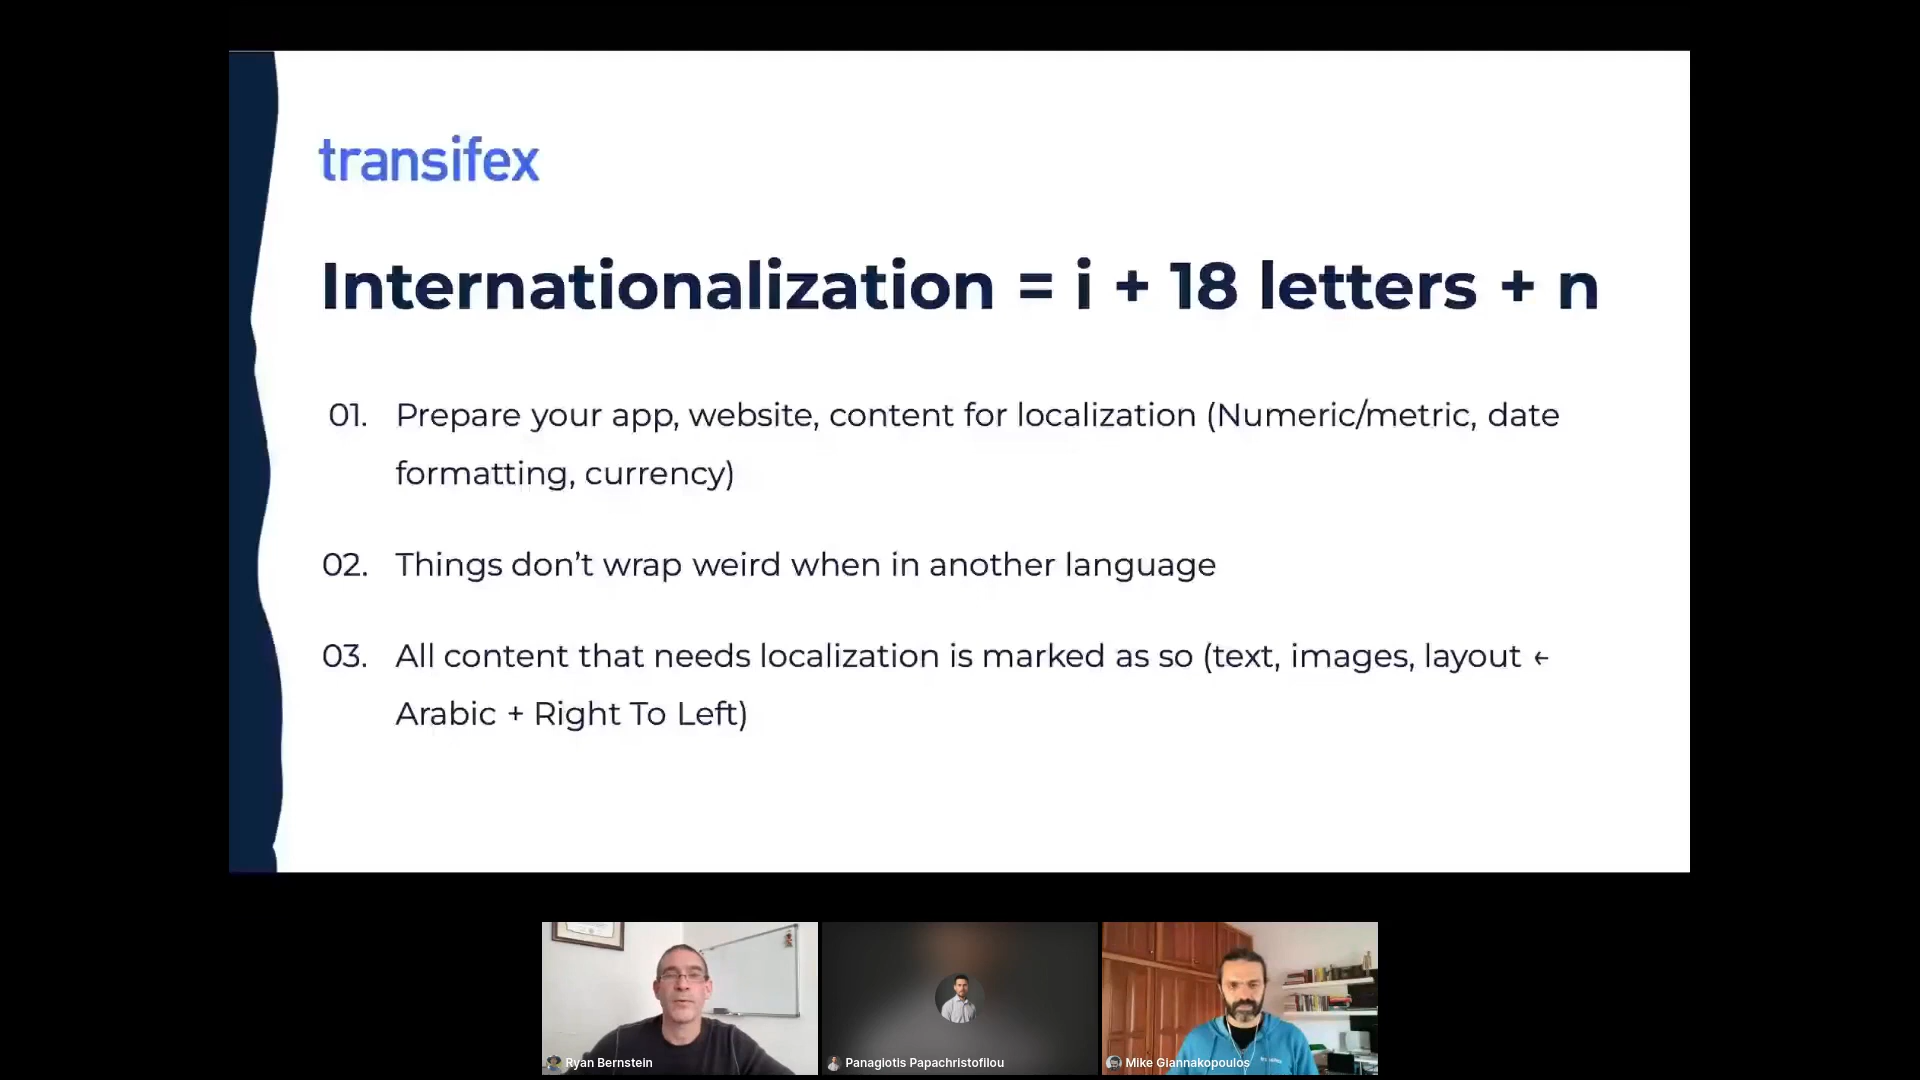 transifex
Internationalization = i + 18 letters + n
01. Prepare your app, website, content for localization (Numeric/metric, date
formatting, currency)
02. Things don’t wrap weird when in another language
03. All content that needs localization is marked as so (text, images, layout ←
Arabic + Right To Left)
Ryan Bernstein
Panagiotis Papachristofilou
Mike Giannakopoulos